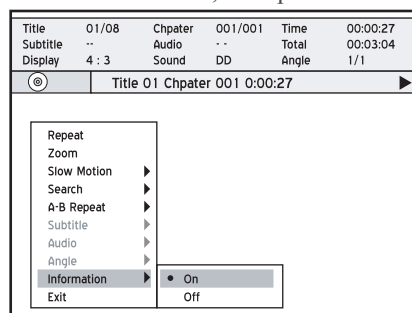 Title 01/08 Chpater 001/001 Time 00:00:27
Subtitle -- Audio - - Total 00:03:04
Display 4 : 3 Sound DD Angle 1/1
Title 01 Chpater 001 0:00:27
Repeat
Zoom
Slow Motion
Search
A-B Repeat
Subtitle
Audio
Angle
Information • On
Exit Off